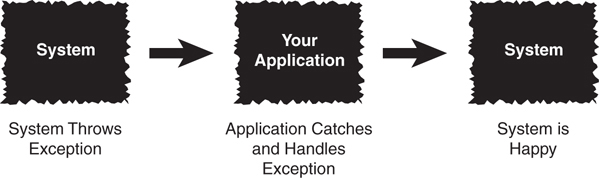 System
Your
Application
System
System Throws
Exception
Application Catches
and Handles
Exception
System is
Happy